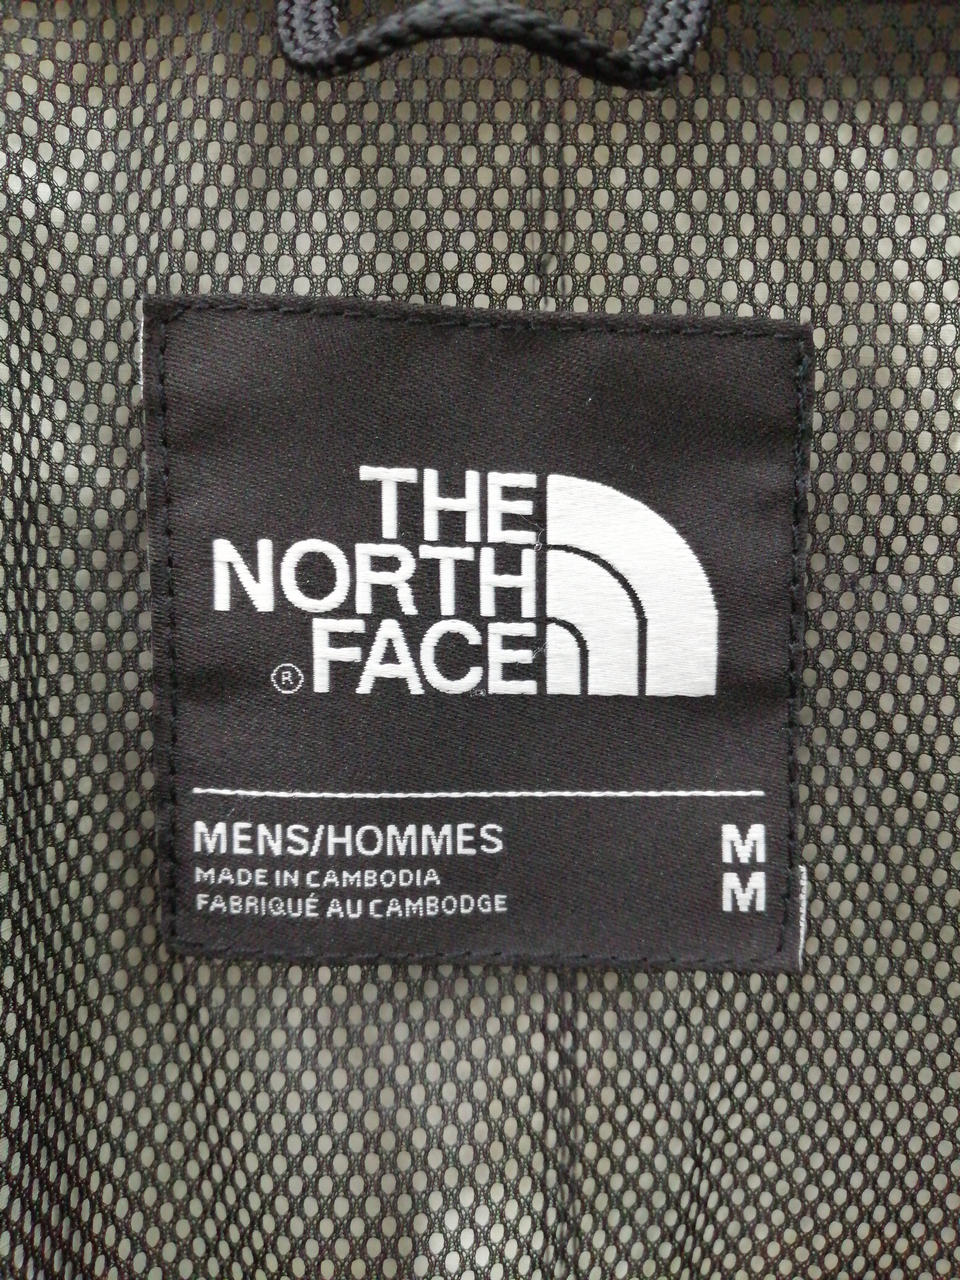 THE
NORTH
® FACE
MENS/HOMMES M
MADE IN CAMBODIA
FABRIQUÉ AU CAMBODGE M